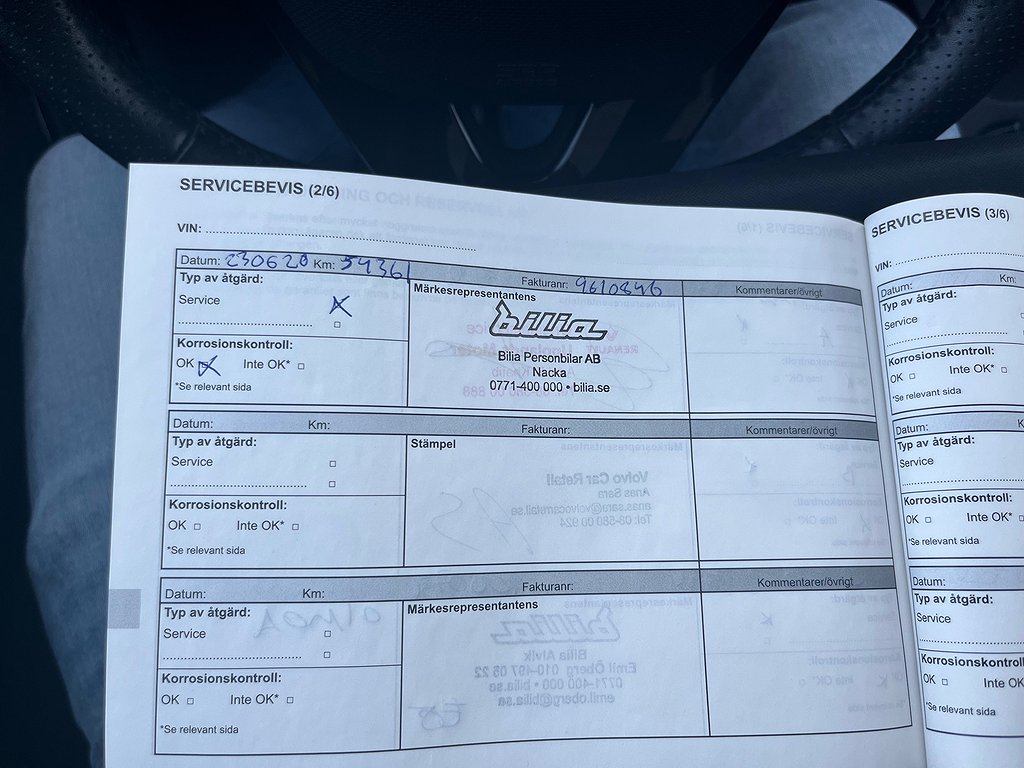 SERVICEBEVIS (2/6)
VIN:
Datum: 230620 Km: 54361 Fakturanr: 9610846 Kommentarer/övrigt
Typ av åtgärd:
Service
Korrosionskontroll:
OK Inte OK*
*Se relevant sida
Märkesrepresentantens
bilia
Bilia Personbilar AB
Nacka
0771-400 000 • bilia.se
Datum: Km: Fakturanr: Kommentarer/övrigt
Typ av åtgärd:
Service
Korrosionskontroll:
OK Inte OK*
*Se relevant sida
Stämpel
Datum: Km: Fakturanr: Kommentarer/övrigt
Typ av åtgärd:
Service
Korrosionskontroll:
OK Inte OK*
*Se relevant sida
Märkesrepresentantens
SERVICEBEVIS (3/6)
VIN:
Datum: Km:
Typ av åtgärd:
Service
Korrosionskontroll:
OK Inte OK*
*Se relevant sida
Datum: K
Typ av åtgärd:
Service
Korrosionskontroll:
OK Inte OK*
*Se relevant sida
Datum:
Typ av åtgärd:
Service
Korrosionskontroll:
OK Inte OK
*Se relevant sida